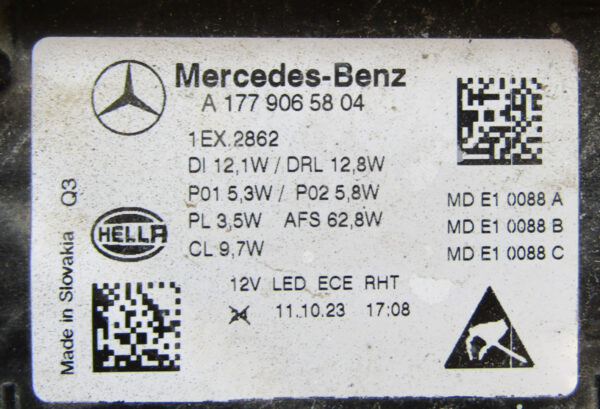 Mercedes-Benz
A 177 906 58 04
1EX.2862
DI 12,1W / DRL 12,8W
P01 5,3W / P02 5,8W
PL 3,5W AFS 62,8W
CL 9,7W
MD E1 0088 A
MD E1 0088 B
MD E1 0088 C
HELLA
Made in Slovakia Q3
12V LED ECE RHT
11.10.23 17:08